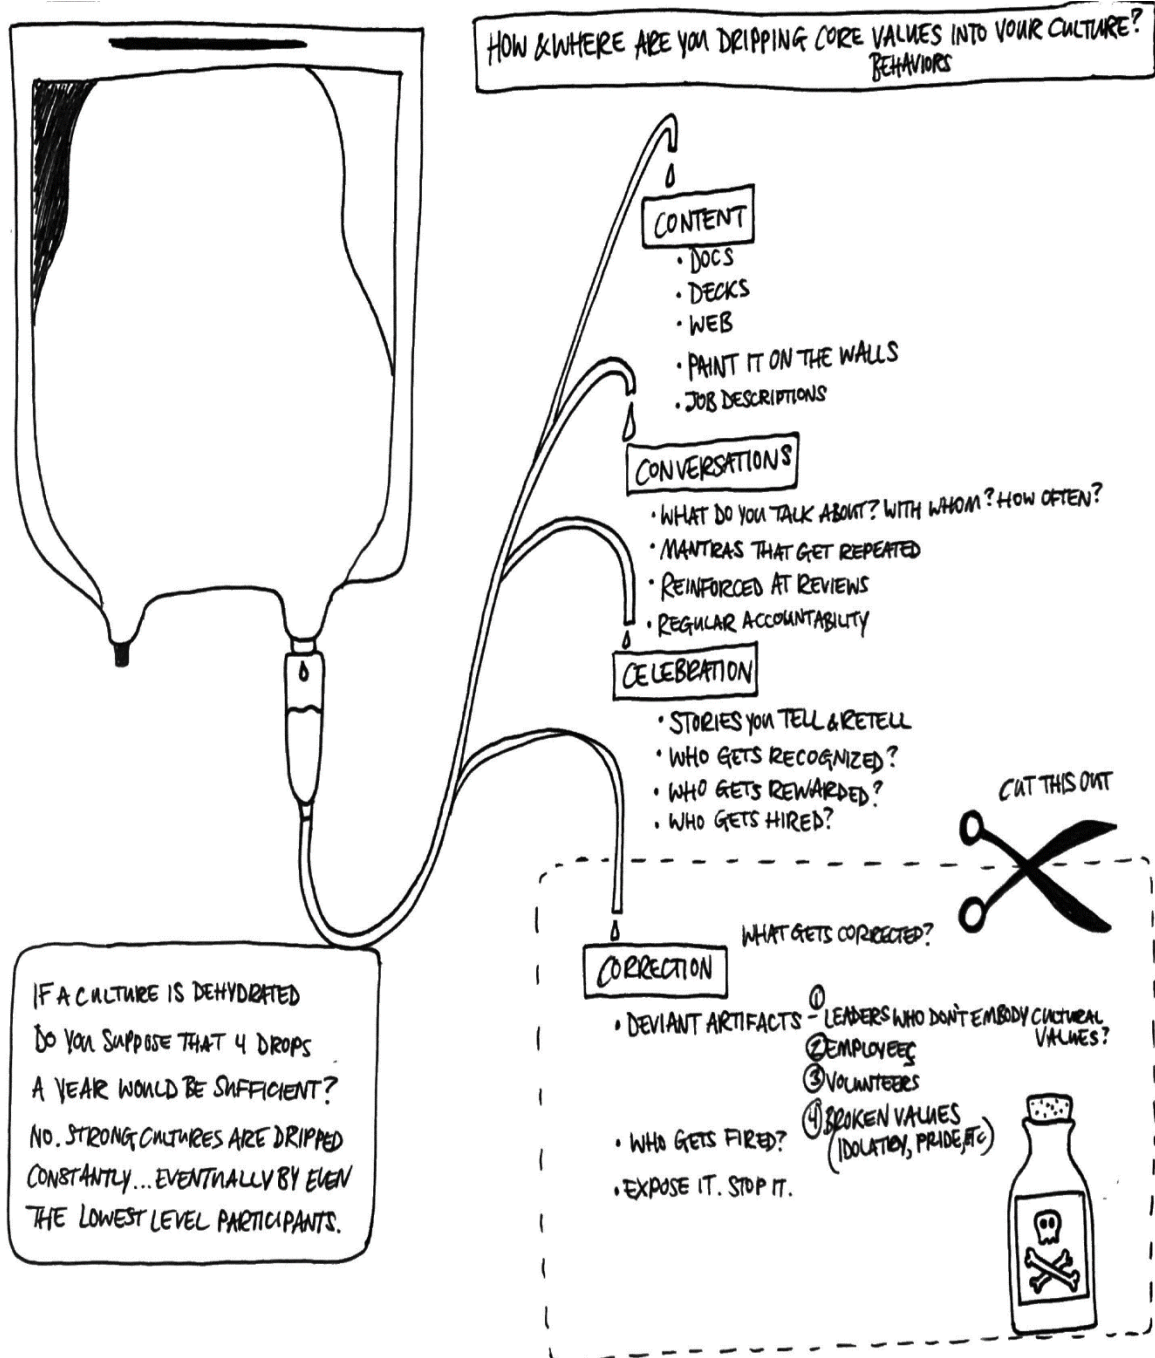 HOW & WHERE ARE YOU DRIPPING CORE VALUES INTO YOUR CULTURE?
BEHAVIORS
CONTENT
• DOCS
• DECKS
• WEB
• PAINT IT ON THE WALLS
• JOB DESCRIPTIONS
CONVERSATIONS
• WHAT DO YOU TALK ABOUT? WITH WHOM? HOW OFTEN?
• MANTRAS THAT GET REPEATED
• REINFORCED AT REVIEWS
• REGULAR ACCOUNTABILITY
CELEBRATION
• STORIES YOU TELL & RETELL
• WHO GETS RECOGNIZED?
• WHO GETS REWARDED?
• WHO GETS HIRED?
CUT THIS OUT
WHAT GETS CORRECTED?
CORRECTION
• DEVIANT ARTIFACTS – ① LEADERS WHO DON'T EMBODY CULTURAL
VALUES?
② EMPLOYEES
③ VOLUNTEERS
④ BROKEN VALUES
(IDOLATRY, PRIDE, ETC)
• WHO GETS FIRED?
• EXPOSE IT. STOP IT.
IF A CULTURE IS DEHYDRATED
DO YOU SUPPOSE THAT 4 DROPS
A YEAR WOULD BE SUFFICIENT?
NO. STRONG CULTURES ARE DRIPPED
CONSTANTLY... EVENTUALLY BY EVEN
THE LOWEST LEVEL PARTICIPANTS.